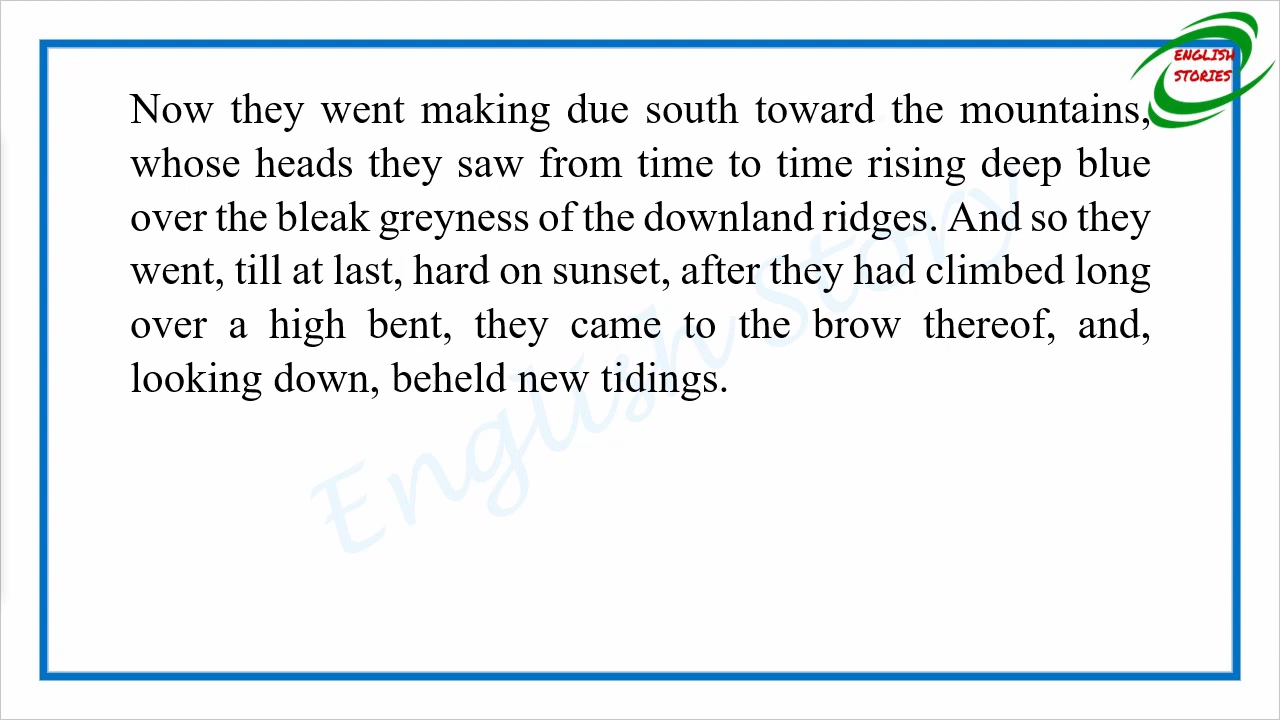 ENGLISH
STORIES
Now they went making due south toward the mountains,
whose heads they saw from time to time rising deep blue
over the bleak greyness of the downland ridges. And so they
went, till at last, hard on sunset, after they had climbed long
over a high bent, they came to the brow thereof, and,
looking down, beheld new tidings.
English Story